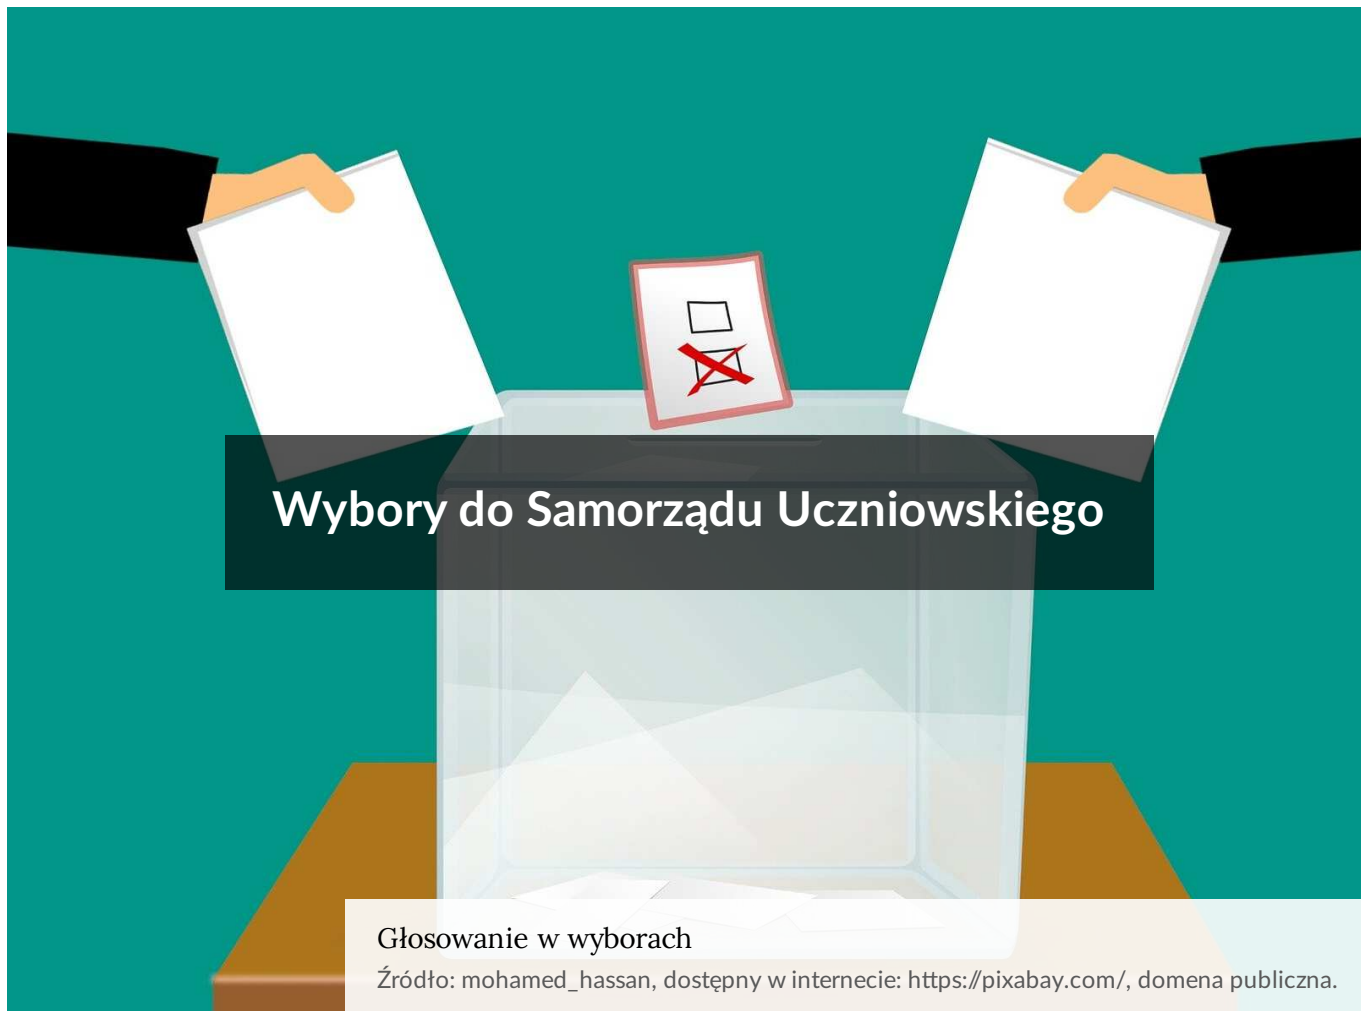 Wybory do Samorządu Uczniowskiego
Głosowanie w wyborach
Źródło: mohamed_hassan, dostępny w internecie: https://pixabay.com/, domena publiczna.